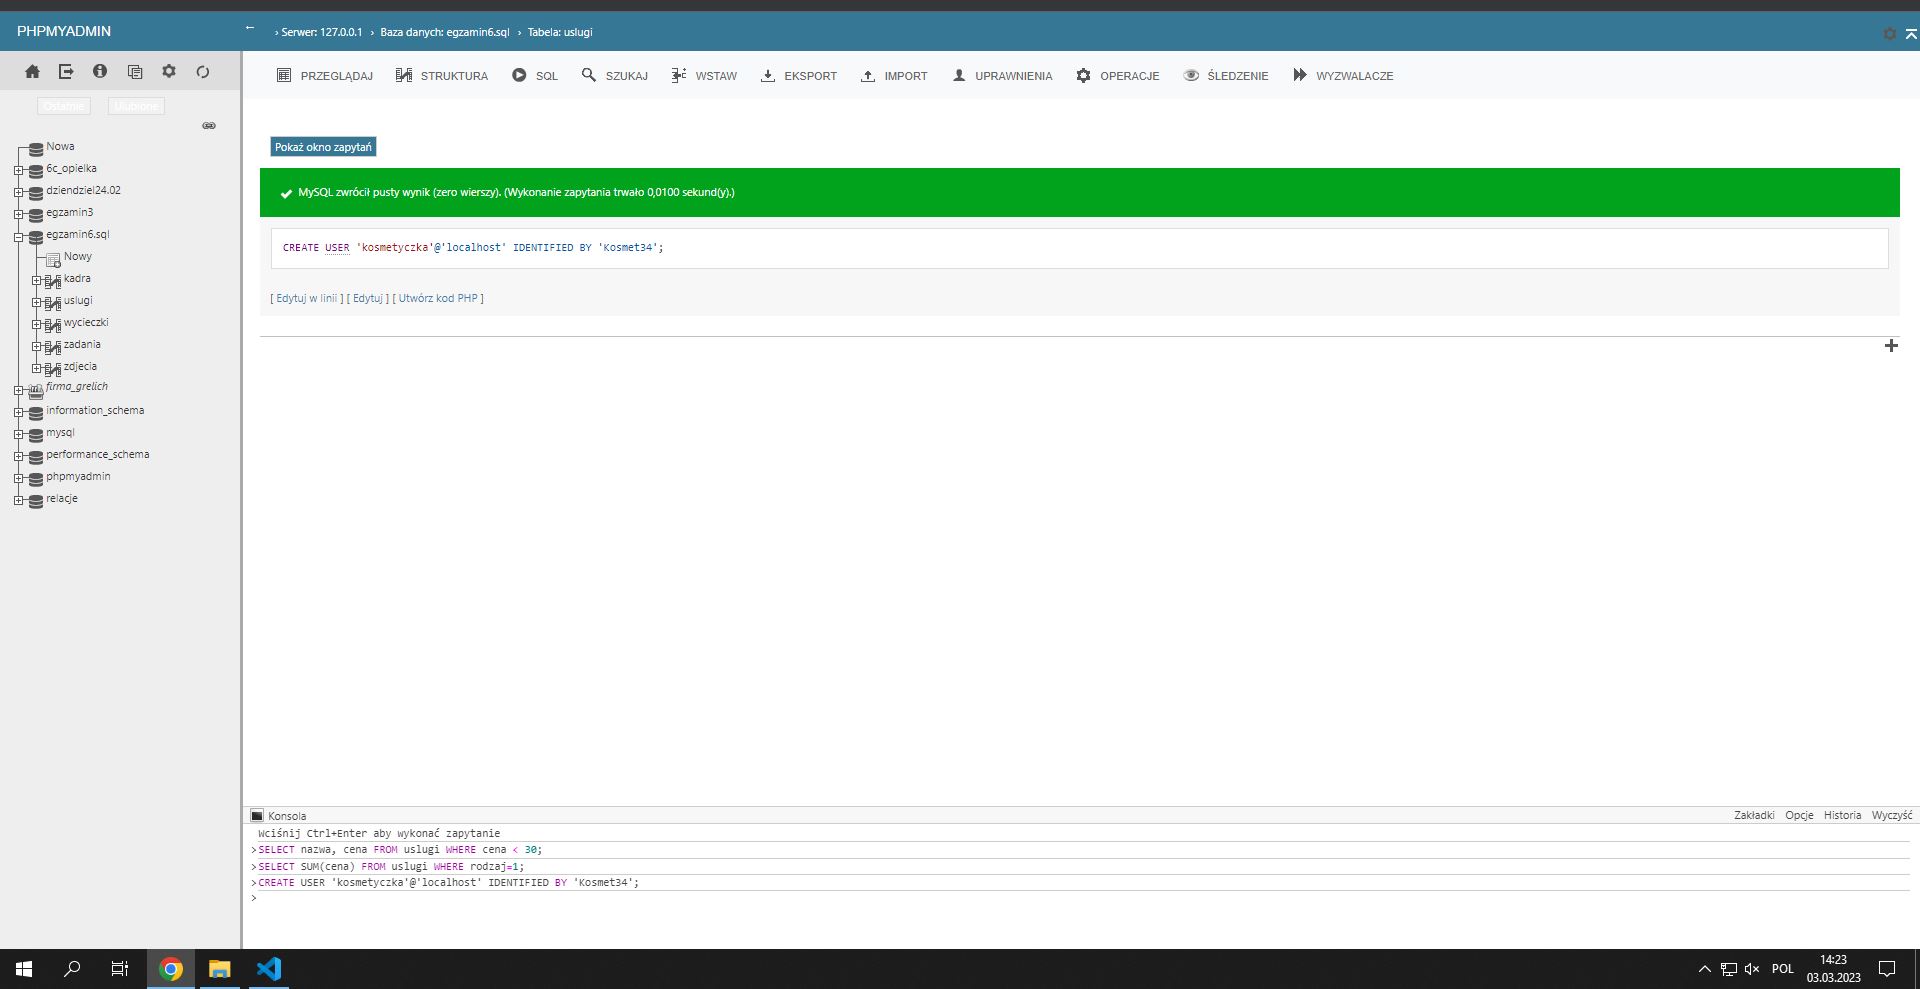 PHPMYADMIN
← › Serwer: 127.0.0.1 › Baza danych: egzamin6.sql › Tabela: uslugi
PRZEGLĄDAJ STRUKTURA SQL SZUKAJ WSTAW EKSPORT IMPORT UPRAWNIENIA OPERACJE ŚLEDZENIE WYZWALACZE
Ostatnie Ulubione
Nowa
6c_opielka
dziendziel24.02
egzamin3
egzamin6.sql
Nowy
kadra
uslugi
wycieczki
zadania
zdjecia
firma_grelich
information_schema
mysql
performance_schema
phpmyadmin
relacje
Pokaż okno zapytań
MySQL zwrócił pusty wynik (zero wierszy). (Wykonanie zapytania trwało 0,0100 sekund(y).)
CREATE USER 'kosmetyczka'@'localhost' IDENTIFIED BY 'Kosmet34';
[ Edytuj w linii ] [ Edytuj ] [ Utwórz kod PHP ]
Konsola Zakładki Opcje Historia Wyczyść
Wciśnij Ctrl+Enter aby wykonać zapytanie
>SELECT nazwa, cena FROM uslugi WHERE cena < 30;
>SELECT SUM(cena) FROM uslugi WHERE rodzaj=1;
>CREATE USER 'kosmetyczka'@'localhost' IDENTIFIED BY 'Kosmet34';
>
POL 14:23
03.03.2023